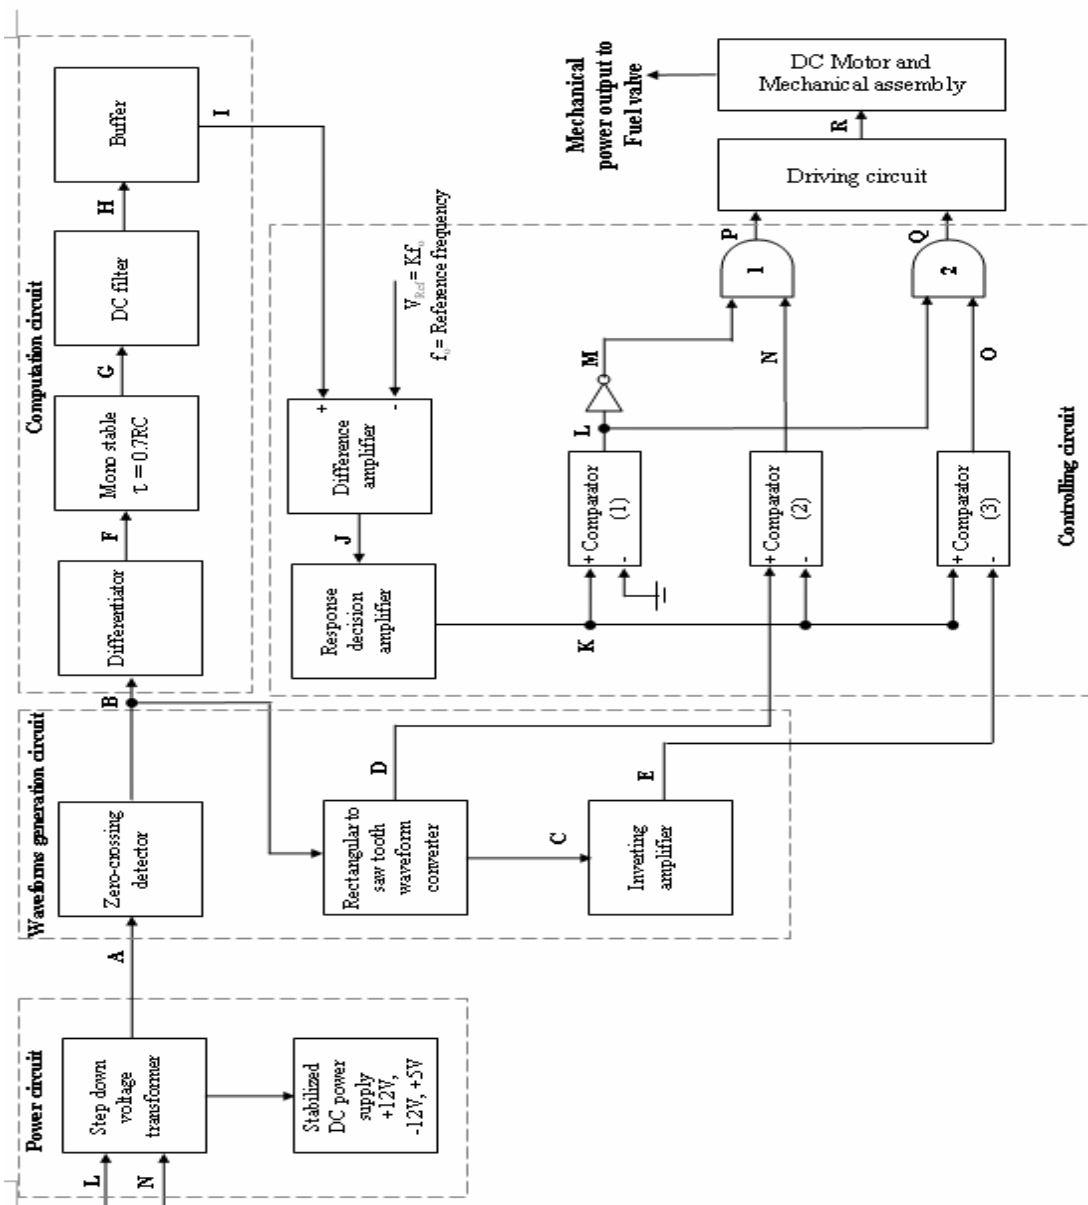 Power circuit
L
N
Step down
voltage
transformer
Stabilized
DC power
supply
+12V,
-12V, +5V
A
Waveforms generation circuit
Zero-crossing
detector
B
Rectangular to
saw tooth
waveform
converter
C
D
Inverting
amplifier
E
Computation circuit
Differentiator
F
Mono stable
τ = 0.7RC
G
DC filter
H
Buffer
I
Controlling circuit
V Ref = Kf₀
f₀ = Reference frequency
+
-
Difference
amplifier
J
Response
decision
amplifier
K
+
-
Comparator
(1)
L
M
+
-
Comparator
(2)
N
+
-
Comparator
(3)
O
1
P
2
Q
Driving circuit
R
DC Motor and
Mechanical assembly
Mechanical
power output to
Fuel valve